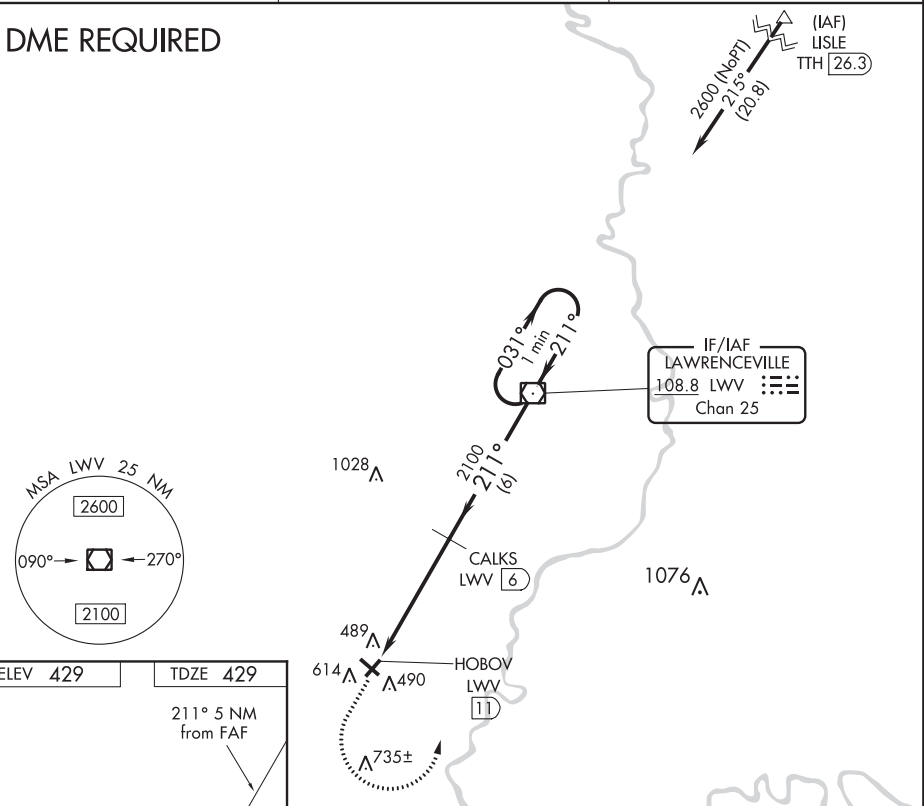 DME REQUIRED
(IAF)
LISLE
TTH 26.3
2600 (NoPT)
215°
(20.8)
031°
1 min
211°
IF/IAF
LAWRENCEVILLE
108.8 LWV
Chan 25
2100
211°
(6)
1028
MSA LWV 25 NM
2600
090°
270°
2100
CALKS
LWV 6
1076
489
614
490
HOBOV
LWV
11
735±
ELEV 429
TDZE 429
211° 5 NM
from FAF